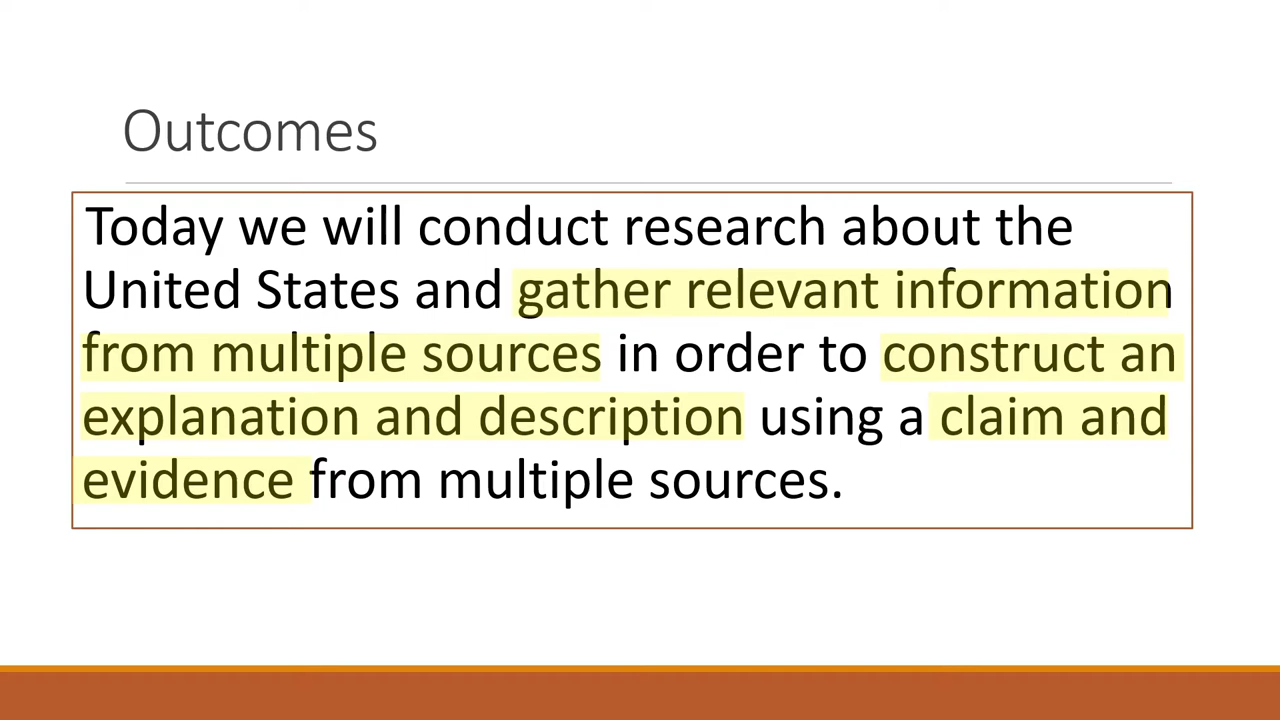 Outcomes
Today we will conduct research about the
United States and gather relevant information
from multiple sources in order to construct an
explanation and description using a claim and
evidence from multiple sources.